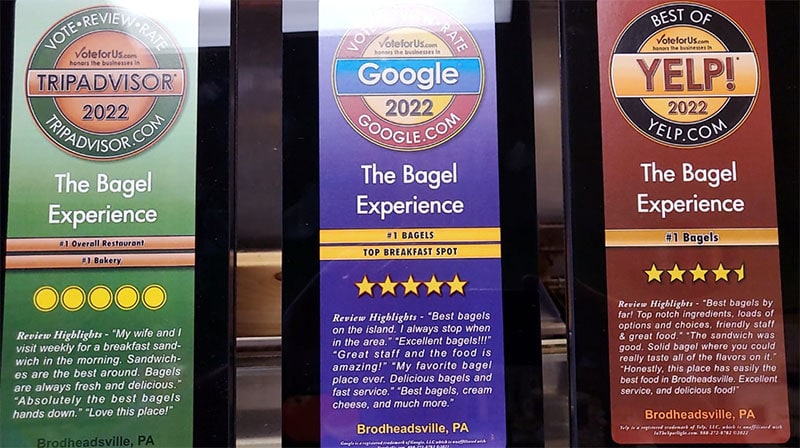 VOTE•REVIEW•RATE
VoteforUs.com
honors the businesses in
TRIPADVISOR
2022
TRIPADVISOR.COM
The Bagel
Experience
#1 Overall Restaurant
#1 Bakery
Review Highlights - "My wife and I
visit weekly for a breakfast sand-
wich in the morning. Sandwich-
es are the best around. Bagels
are always fresh and delicious."
"Absolutely the best bagels
hands down." "Love this place!"
Brodheadsville, PA
RATE
VoteforUs.com
honors the businesses in
Google
2022
GOOGLE.COM
The Bagel
Experience
#1 BAGELS
TOP BREAKFAST SPOT
Review Highlights - "Best bagels
on the island. I always stop when
in the area." "Excellent bagels!!!"
"Great staff and the food is
amazing!" "My favorite bagel
place ever. Delicious bagels and
fast service." "Best bagels, cream
cheese, and much more."
Brodheadsville, PA
BEST OF
VoteforUs.com
honors the businesses in
YELP!
2022
YELP.COM
The Bagel
Experience
#1 Bagels
Review Highlights - "Best bagels by
far! Top notch ingredients, loads of
options and choices, friendly staff
& great food." "The sandwich was
good. Solid bagel where you could
really taste all of the flavors on it."
"Honestly, this place has easily the
best food in Brodheadsville. Excellent
service, and delicious food!"
Brodheadsville, PA